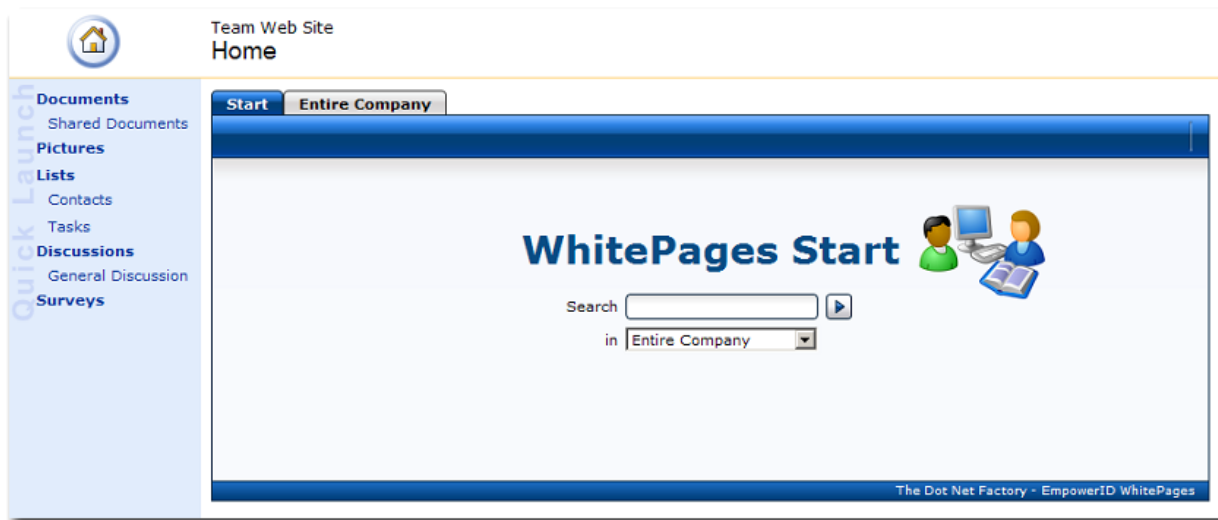 Team Web Site
Home
Quick Launch
Documents
Shared Documents
Pictures
Lists
Contacts
Tasks
Discussions
General Discussion
Surveys
Start
Entire Company
WhitePages Start
Search
in Entire Company
The Dot Net Factory - EmpowerID WhitePages